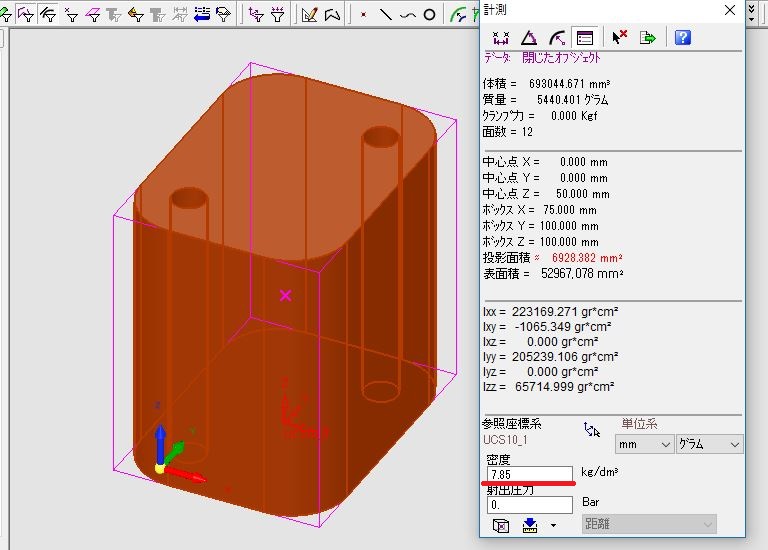 計測
データ: 閉じたオブジェクト
体積 = 693044.671 mm³
質量 = 5440.401 グラム
クランプ力 = 0.000 Kgf
面数 = 12
中心点 X = 0.000 mm
中心点 Y = 0.000 mm
中心点 Z = 50.000 mm
ボックス X = 75.000 mm
ボックス Y = 100.000 mm
ボックス Z = 100.000 mm
投影面積 ≈ 6928.382 mm²
表面積 = 52967.078 mm²
Ixx = 223169.271 gr*cm²
Ixy = -1065.349 gr*cm²
Ixz = 0.000 gr*cm²
Iyy = 205239.106 gr*cm²
Iyz = 0.000 gr*cm²
Izz = 65714.999 gr*cm²
参照座標系 単位系
UCS10_1
mm グラム
密度
7.85 kg/dm³
射出圧力
0. Bar
距離
Z
Y